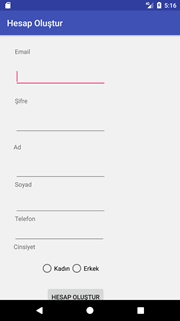 5:16
Hesap Oluştur
Email
Şifre
Ad
Soyad
Telefon
Cinsiyet
Kadın Erkek
HESAP OLUŞTUR